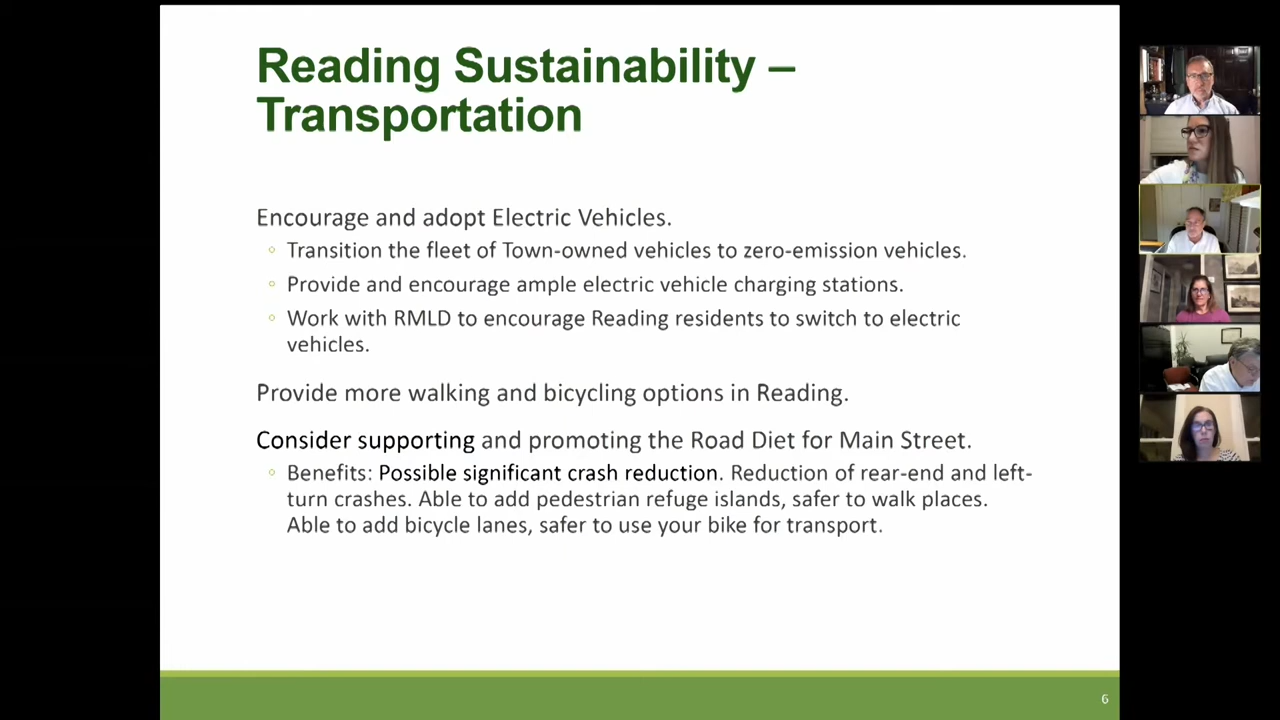 Reading Sustainability –
Transportation
Encourage and adopt Electric Vehicles.
Transition the fleet of Town-owned vehicles to zero-emission vehicles.
Provide and encourage ample electric vehicle charging stations.
Work with RMLD to encourage Reading residents to switch to electric
vehicles.
Provide more walking and bicycling options in Reading.
Consider supporting and promoting the Road Diet for Main Street.
Benefits: Possible significant crash reduction. Reduction of rear-end and left-
turn crashes. Able to add pedestrian refuge islands, safer to walk places.
Able to add bicycle lanes, safer to use your bike for transport.
6